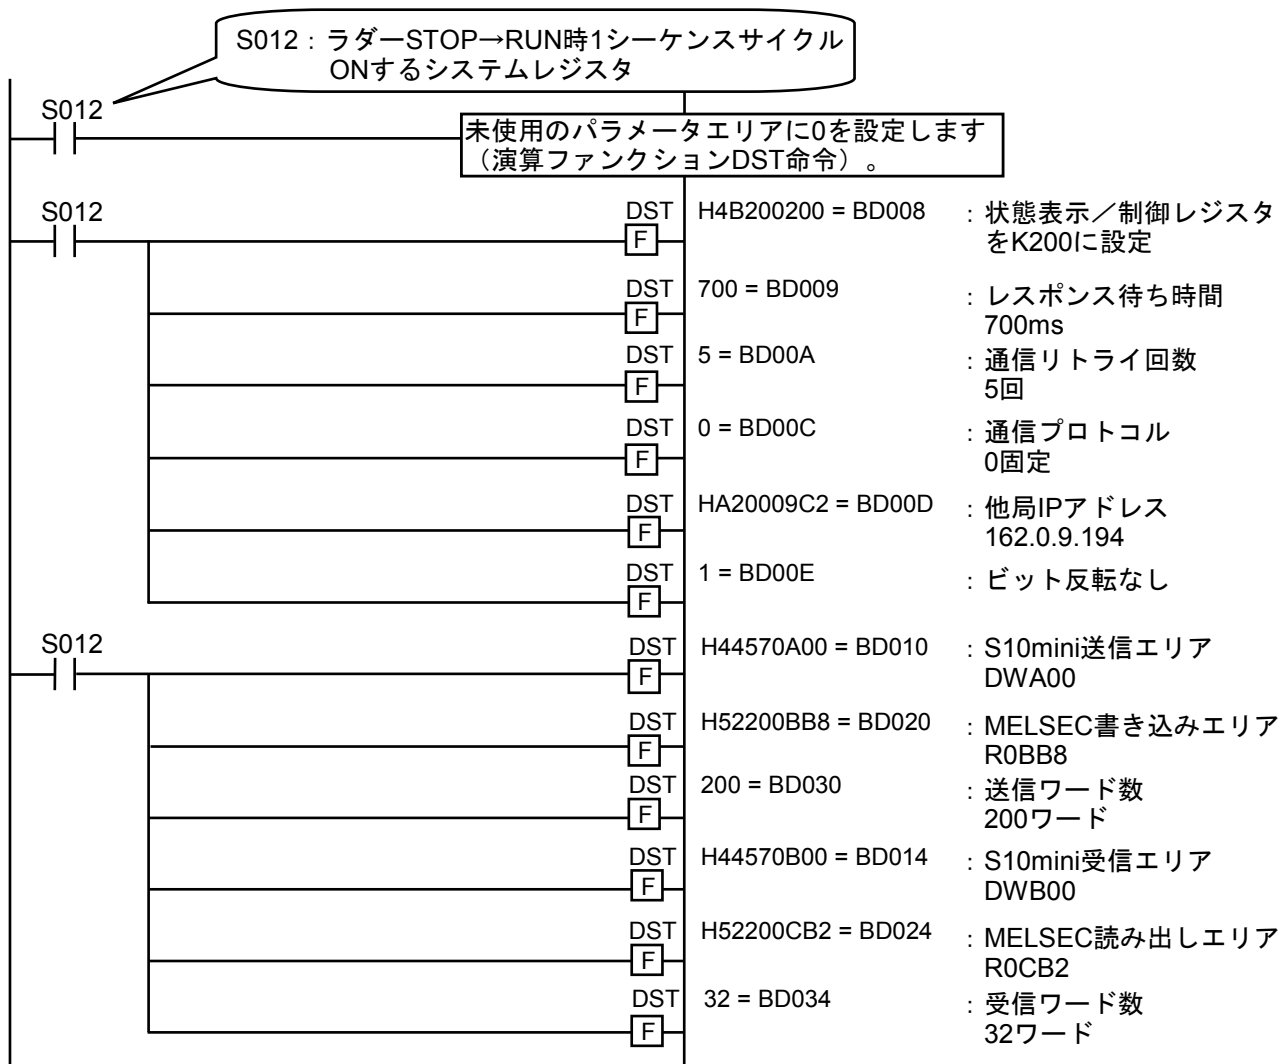 S012：ラダーSTOP→RUN時1シーケンスサイクル
ONするシステムレジスタ
S012
未使用のパラメータエリアに0を設定します
（演算ファンクションDST命令）。
S012
DST H4B200200 = BD008 ：状態表示／制御レジスタ
F をK200に設定
DST 700 = BD009 ：レスポンス待ち時間
F 700ms
DST 5 = BD00A ：通信リトライ回数
F 5回
DST 0 = BD00C ：通信プロトコル
F 0固定
DST HA20009C2 = BD00D ：他局IPアドレス
F 162.0.9.194
DST 1 = BD00E ：ビット反転なし
F
S012
DST H44570A00 = BD010 ：S10mini送信エリア
F DWA00
DST H52200BB8 = BD020 ：MELSEC書き込みエリア
F R0BB8
DST 200 = BD030 ：送信ワード数
F 200ワード
DST H44570B00 = BD014 ：S10mini受信エリア
F DWB00
DST H52200CB2 = BD024 ：MELSEC読み出しエリア
F R0CB2
DST 32 = BD034 ：受信ワード数
F 32ワード